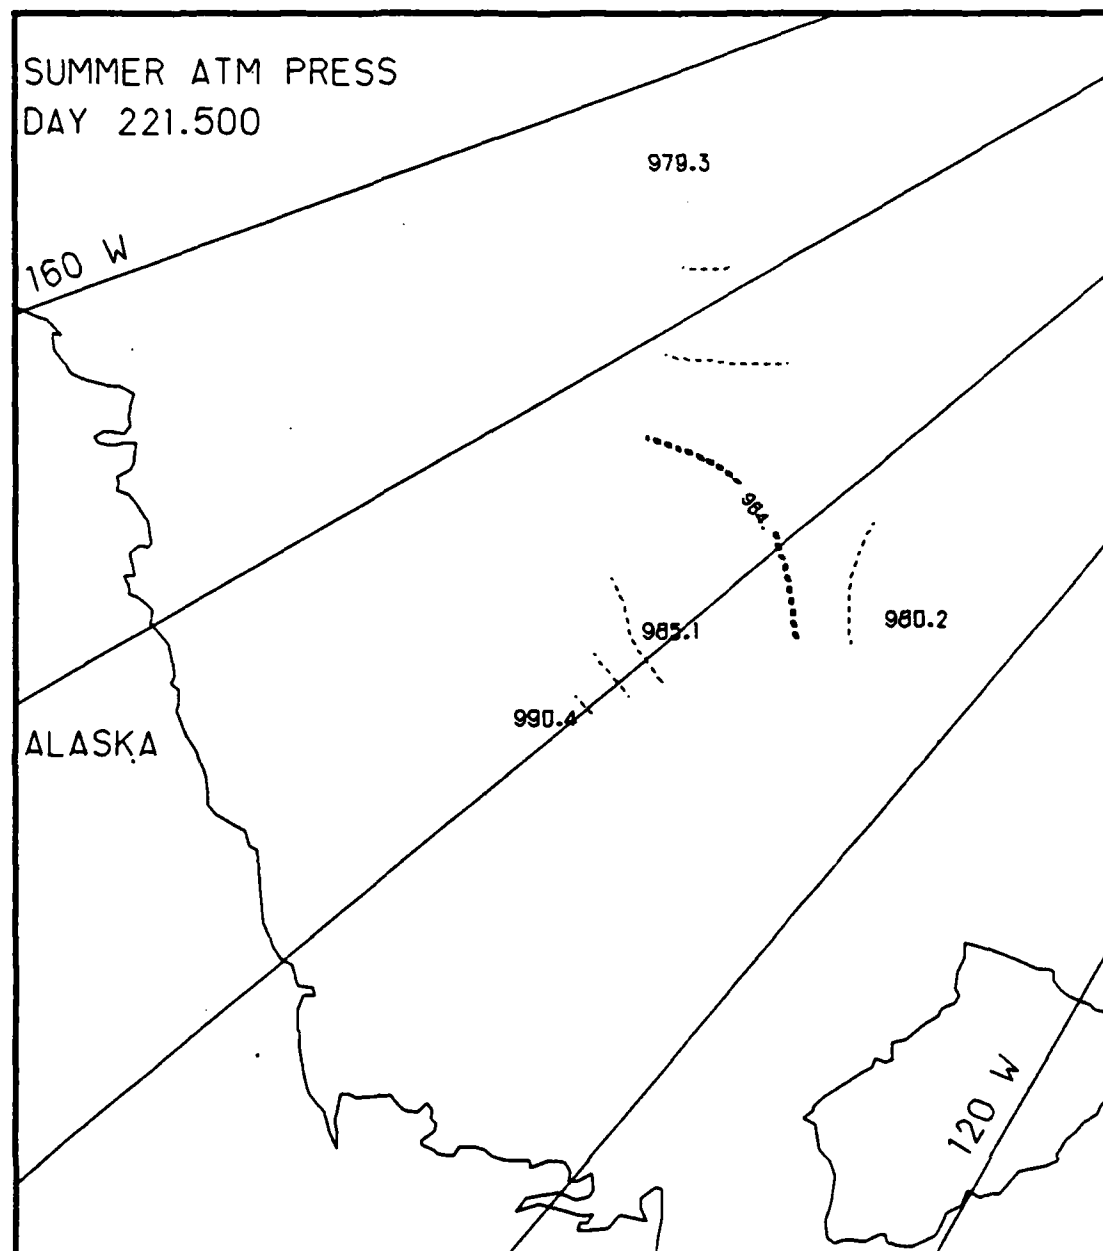 SUMMER ATM PRESS
DAY 221.500
979.3
160 W
984.
985.1
980.2
990.4
ALASKA
120 W